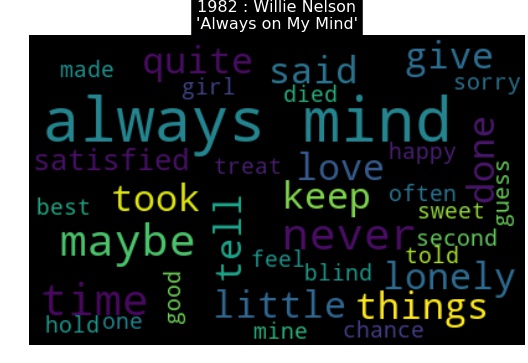 1982 : Willie Nelson
'Always on My Mind'
made quite said give
girl died sorry
always mind
satisfied treat love happy done
took keep often guess
best sweet
maybe tell never second
feel told
time good blind lonely
little things
hold one mine chance